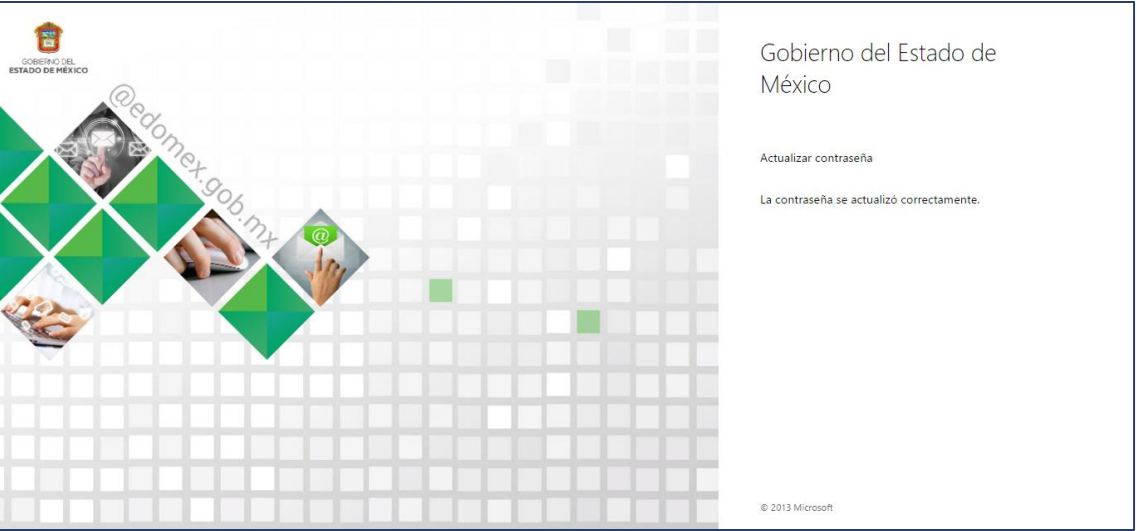 GOBIERNO DEL
ESTADO DE MÉXICO
@edomex.gob.mx
Gobierno del Estado de
México
Actualizar contraseña
La contraseña se actualizó correctamente.
© 2013 Microsoft